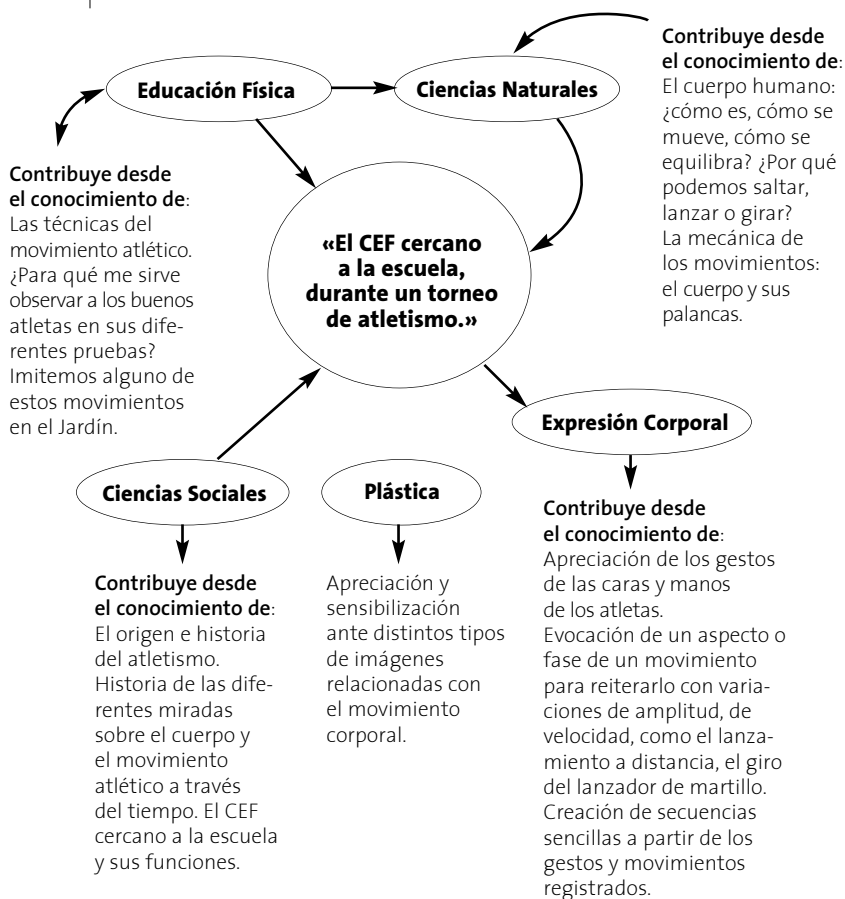 Contribuye desde
el conocimiento de:
El cuerpo humano:
¿cómo es, cómo se
mueve, cómo se
equilibra? ¿Por qué
podemos saltar,
lanzar o girar?
La mecánica de
los movimientos:
el cuerpo y sus
palancas.
Educación Física
Ciencias Naturales
Contribuye desde
el conocimiento de:
Las técnicas del
movimiento atlético.
¿Para qué me sirve
observar a los buenos
atletas en sus dife-
rentes pruebas?
Imitemos alguno de
estos movimientos
en el Jardín.
«El CEF cercano
a la escuela,
durante un torneo
de atletismo.»
Expresión Corporal
Ciencias Sociales
Plástica
Contribuye desde
el conocimiento de:
El origen e historia
del atletismo.
Historia de las dife-
rentes miradas
sobre el cuerpo y
el movimiento
atlético a través
del tiempo. El CEF
cercano a la escuela
y sus funciones.
Apreciación y
sensibilización
ante distintos tipos
de imágenes
relacionadas con
el movimiento
corporal.
Contribuye desde
el conocimiento de:
Apreciación de los gestos
de las caras y manos
de los atletas.
Evocación de un aspecto o
fase de un movimiento
para reiterarlo con varia-
ciones de amplitud, de
velocidad, como el lanza-
miento a distancia, el giro
del lanzador de martillo.
Creación de secuencias
sencillas a partir de los
gestos y movimientos
registrados.